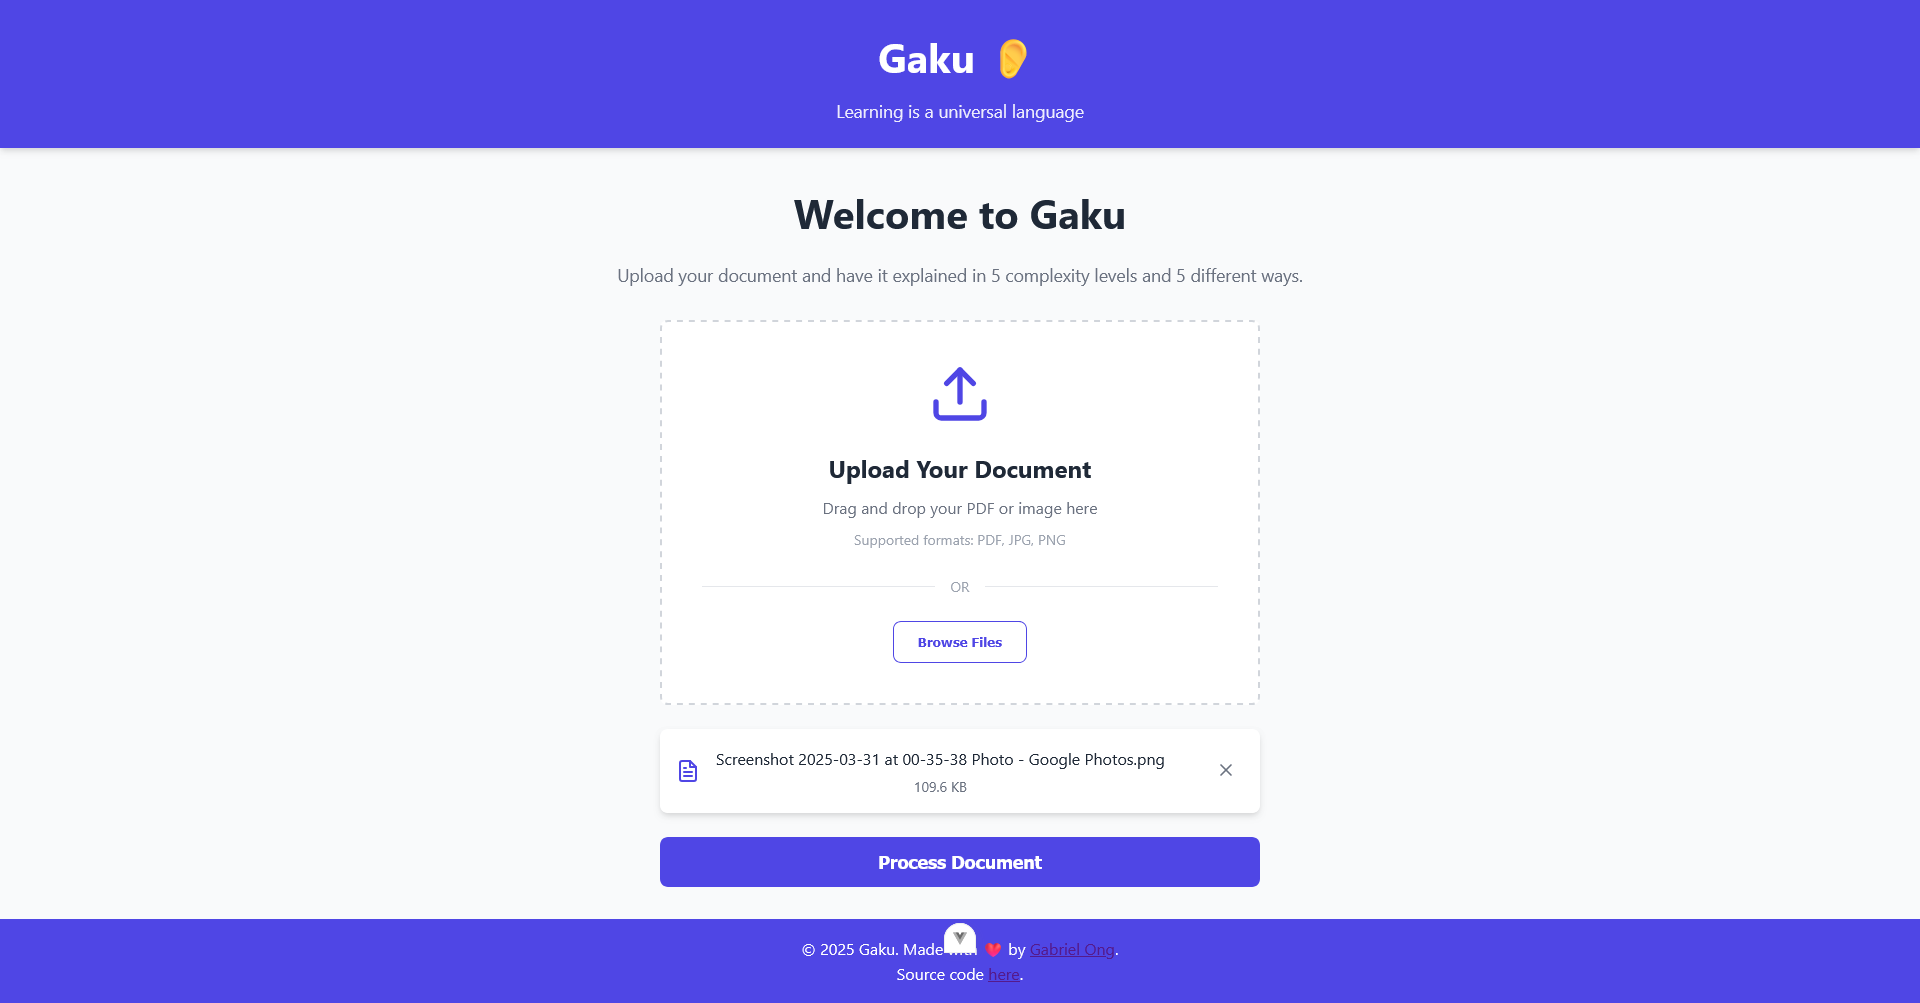 Gaku 👂
Learning is a universal language
Welcome to Gaku
Upload your document and have it explained in 5 complexity levels and 5 different ways.
Upload Your Document
Drag and drop your PDF or image here
Supported formats: PDF, JPG, PNG
OR
Browse Files
Screenshot 2025-03-31 at 00-35-38 Photo - Google Photos.png
109.6 KB
Process Document
© 2025 Gaku. Made with ❤️ by Gabriel Ong.
Source code here.